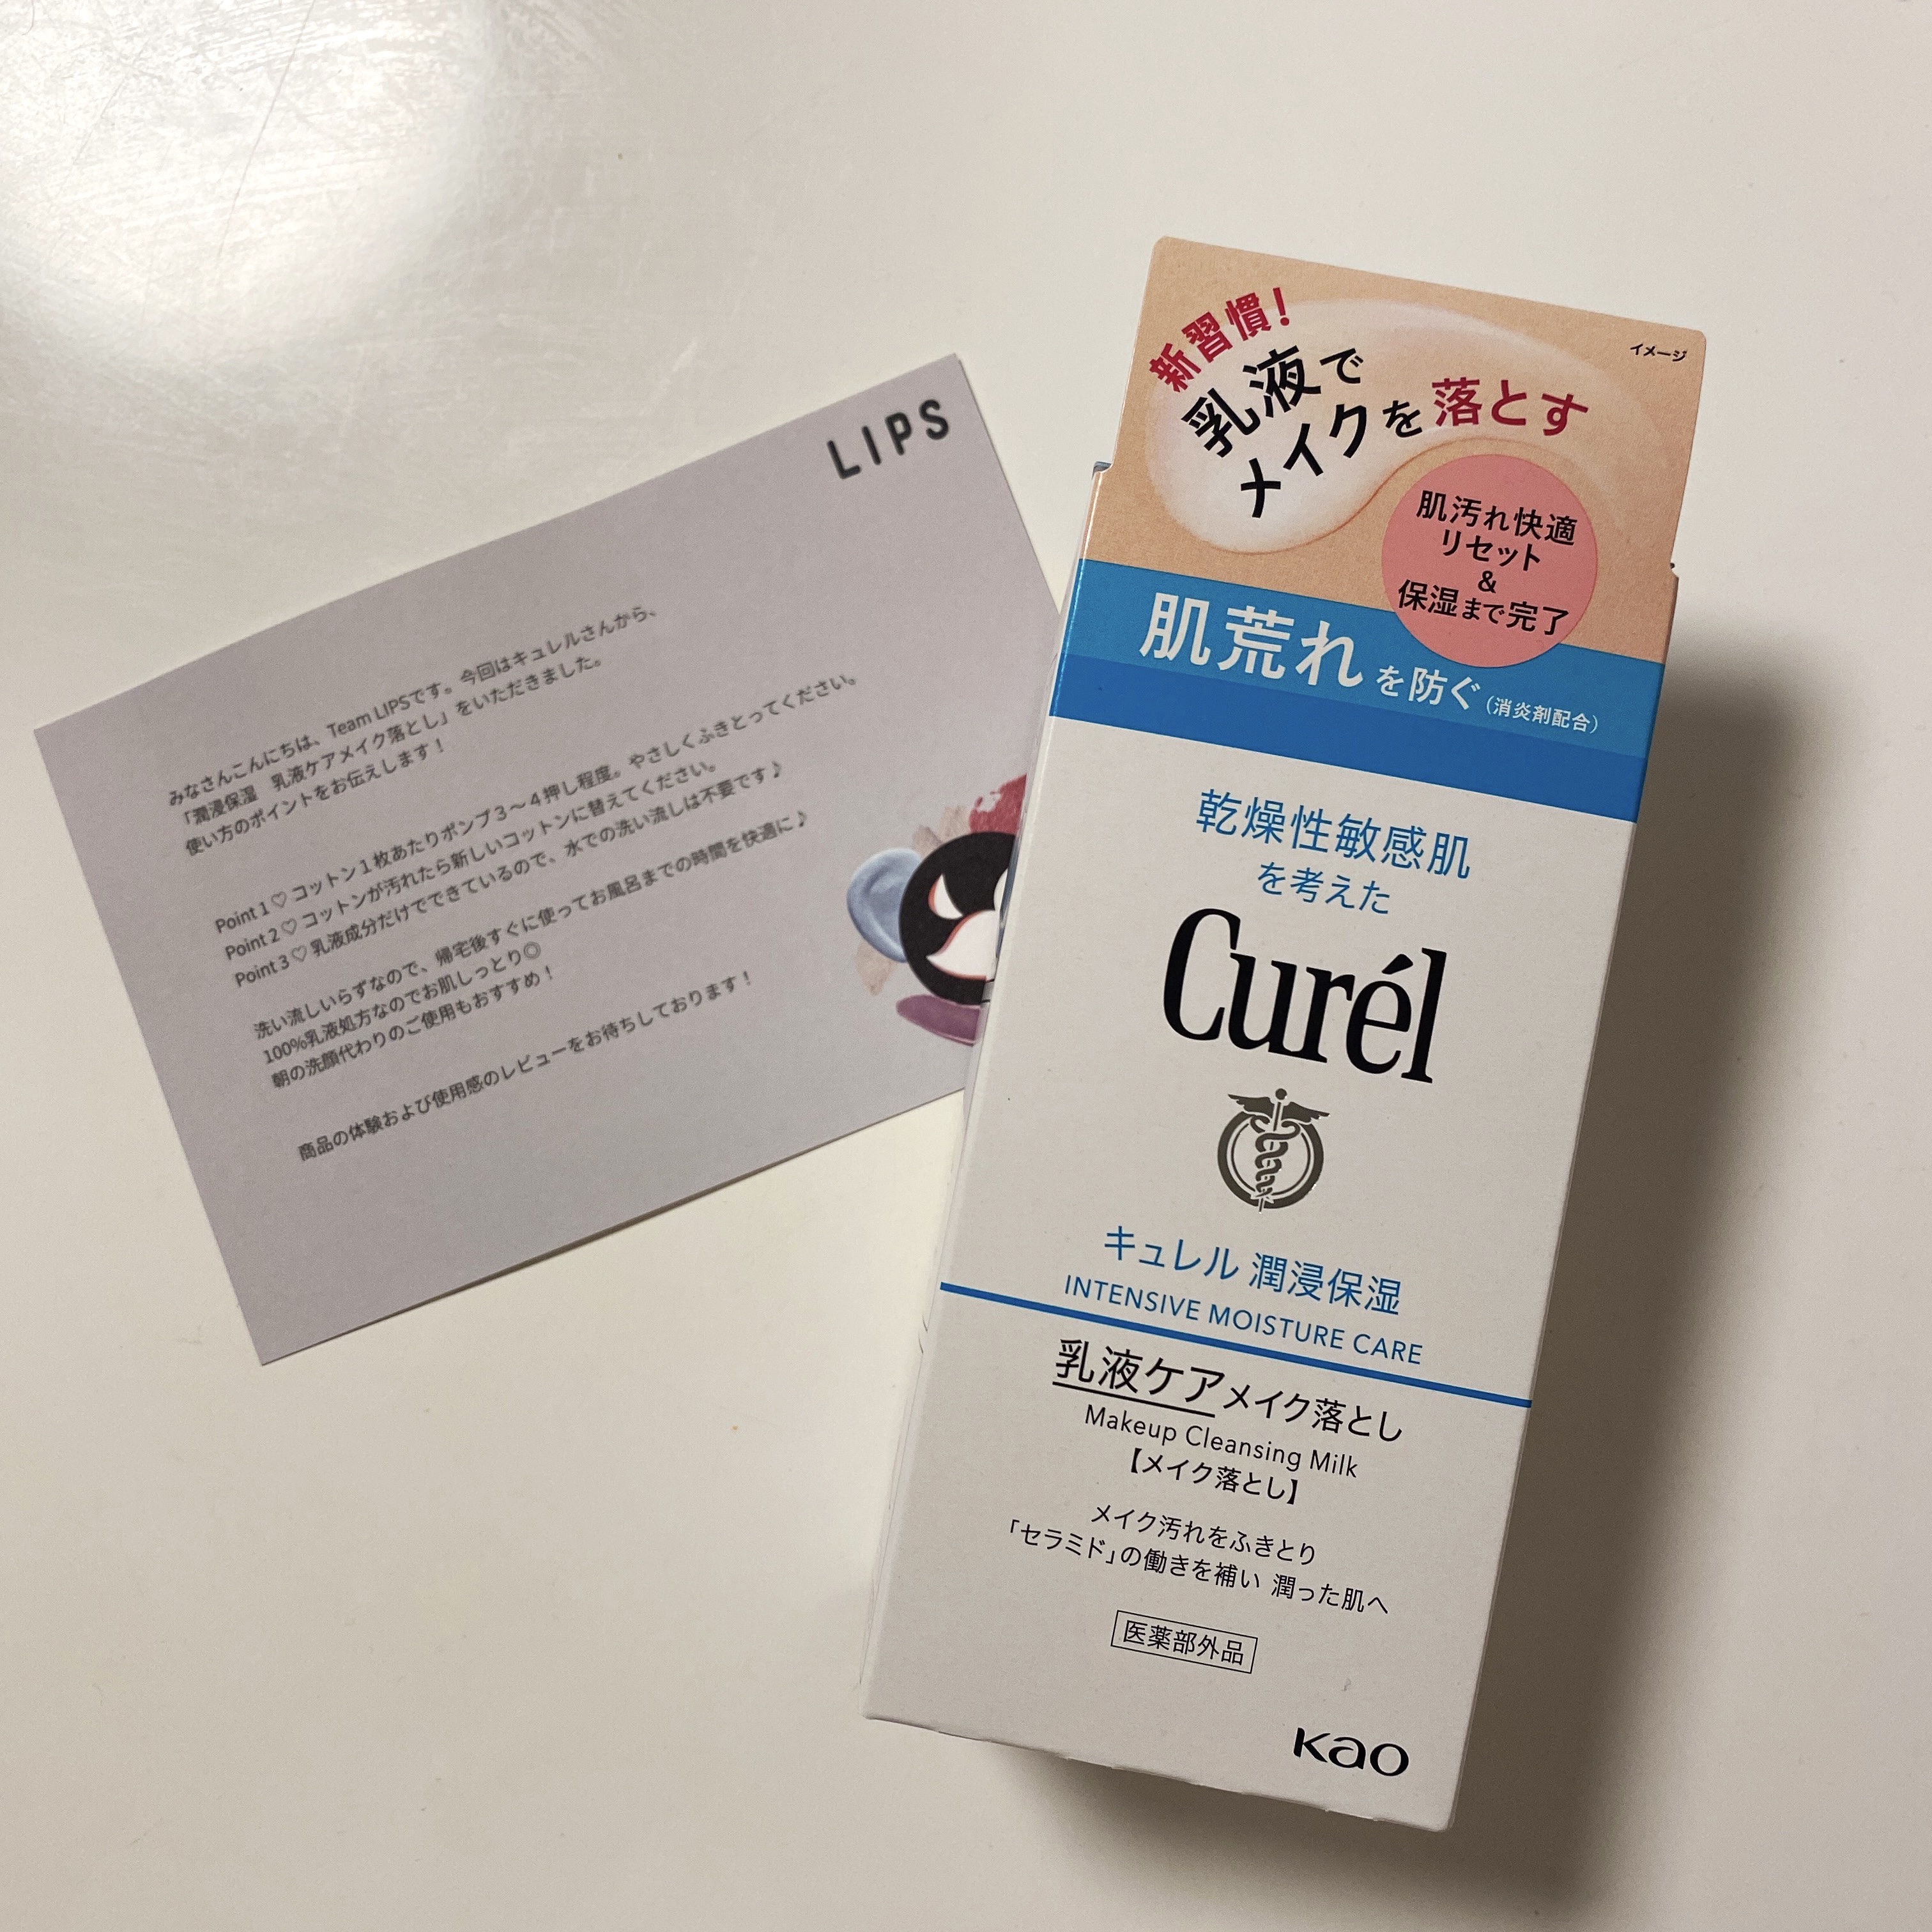 LIPS
みなさんこんにちは、Team LIPSです。今回はキュレルさんから、
「潤浸保湿　乳液ケアメイク落とし」をいただきました。
使い方のポイントをお伝えします！
Point 1♡コットン1枚あたりポンプ３～４押し程度。やさしくふきとってください。
Point 2♡コットンが汚れたら新しいコットンに替えてください。
Point 3♡乳液成分だけでできているので、水での洗い流しは不要です♪
洗い流しいらずなので、帰宅後すぐに使ってお風呂までの時間を快適に♪
100%乳液処方なのでお肌しっとり◎
朝の洗顔代わりのご使用もおすすめ！
商品の体験および使用感のレビューをお待ちしております！
新習慣！
乳液で
メイクを落とす
イメージ
肌汚れ快適
リセット
&
保湿まで完了
肌荒れを防ぐ（消炎剤配合）
乾燥性敏感肌
を考えた
Curél
キュレル 潤浸保湿
INTENSIVE MOISTURE CARE
乳液ケアメイク落とし
Makeup Cleansing Milk
【メイク落とし】
メイク汚れをふきとり
「セラミド」の働きを補い 潤った肌へ
医薬部外品
Kao